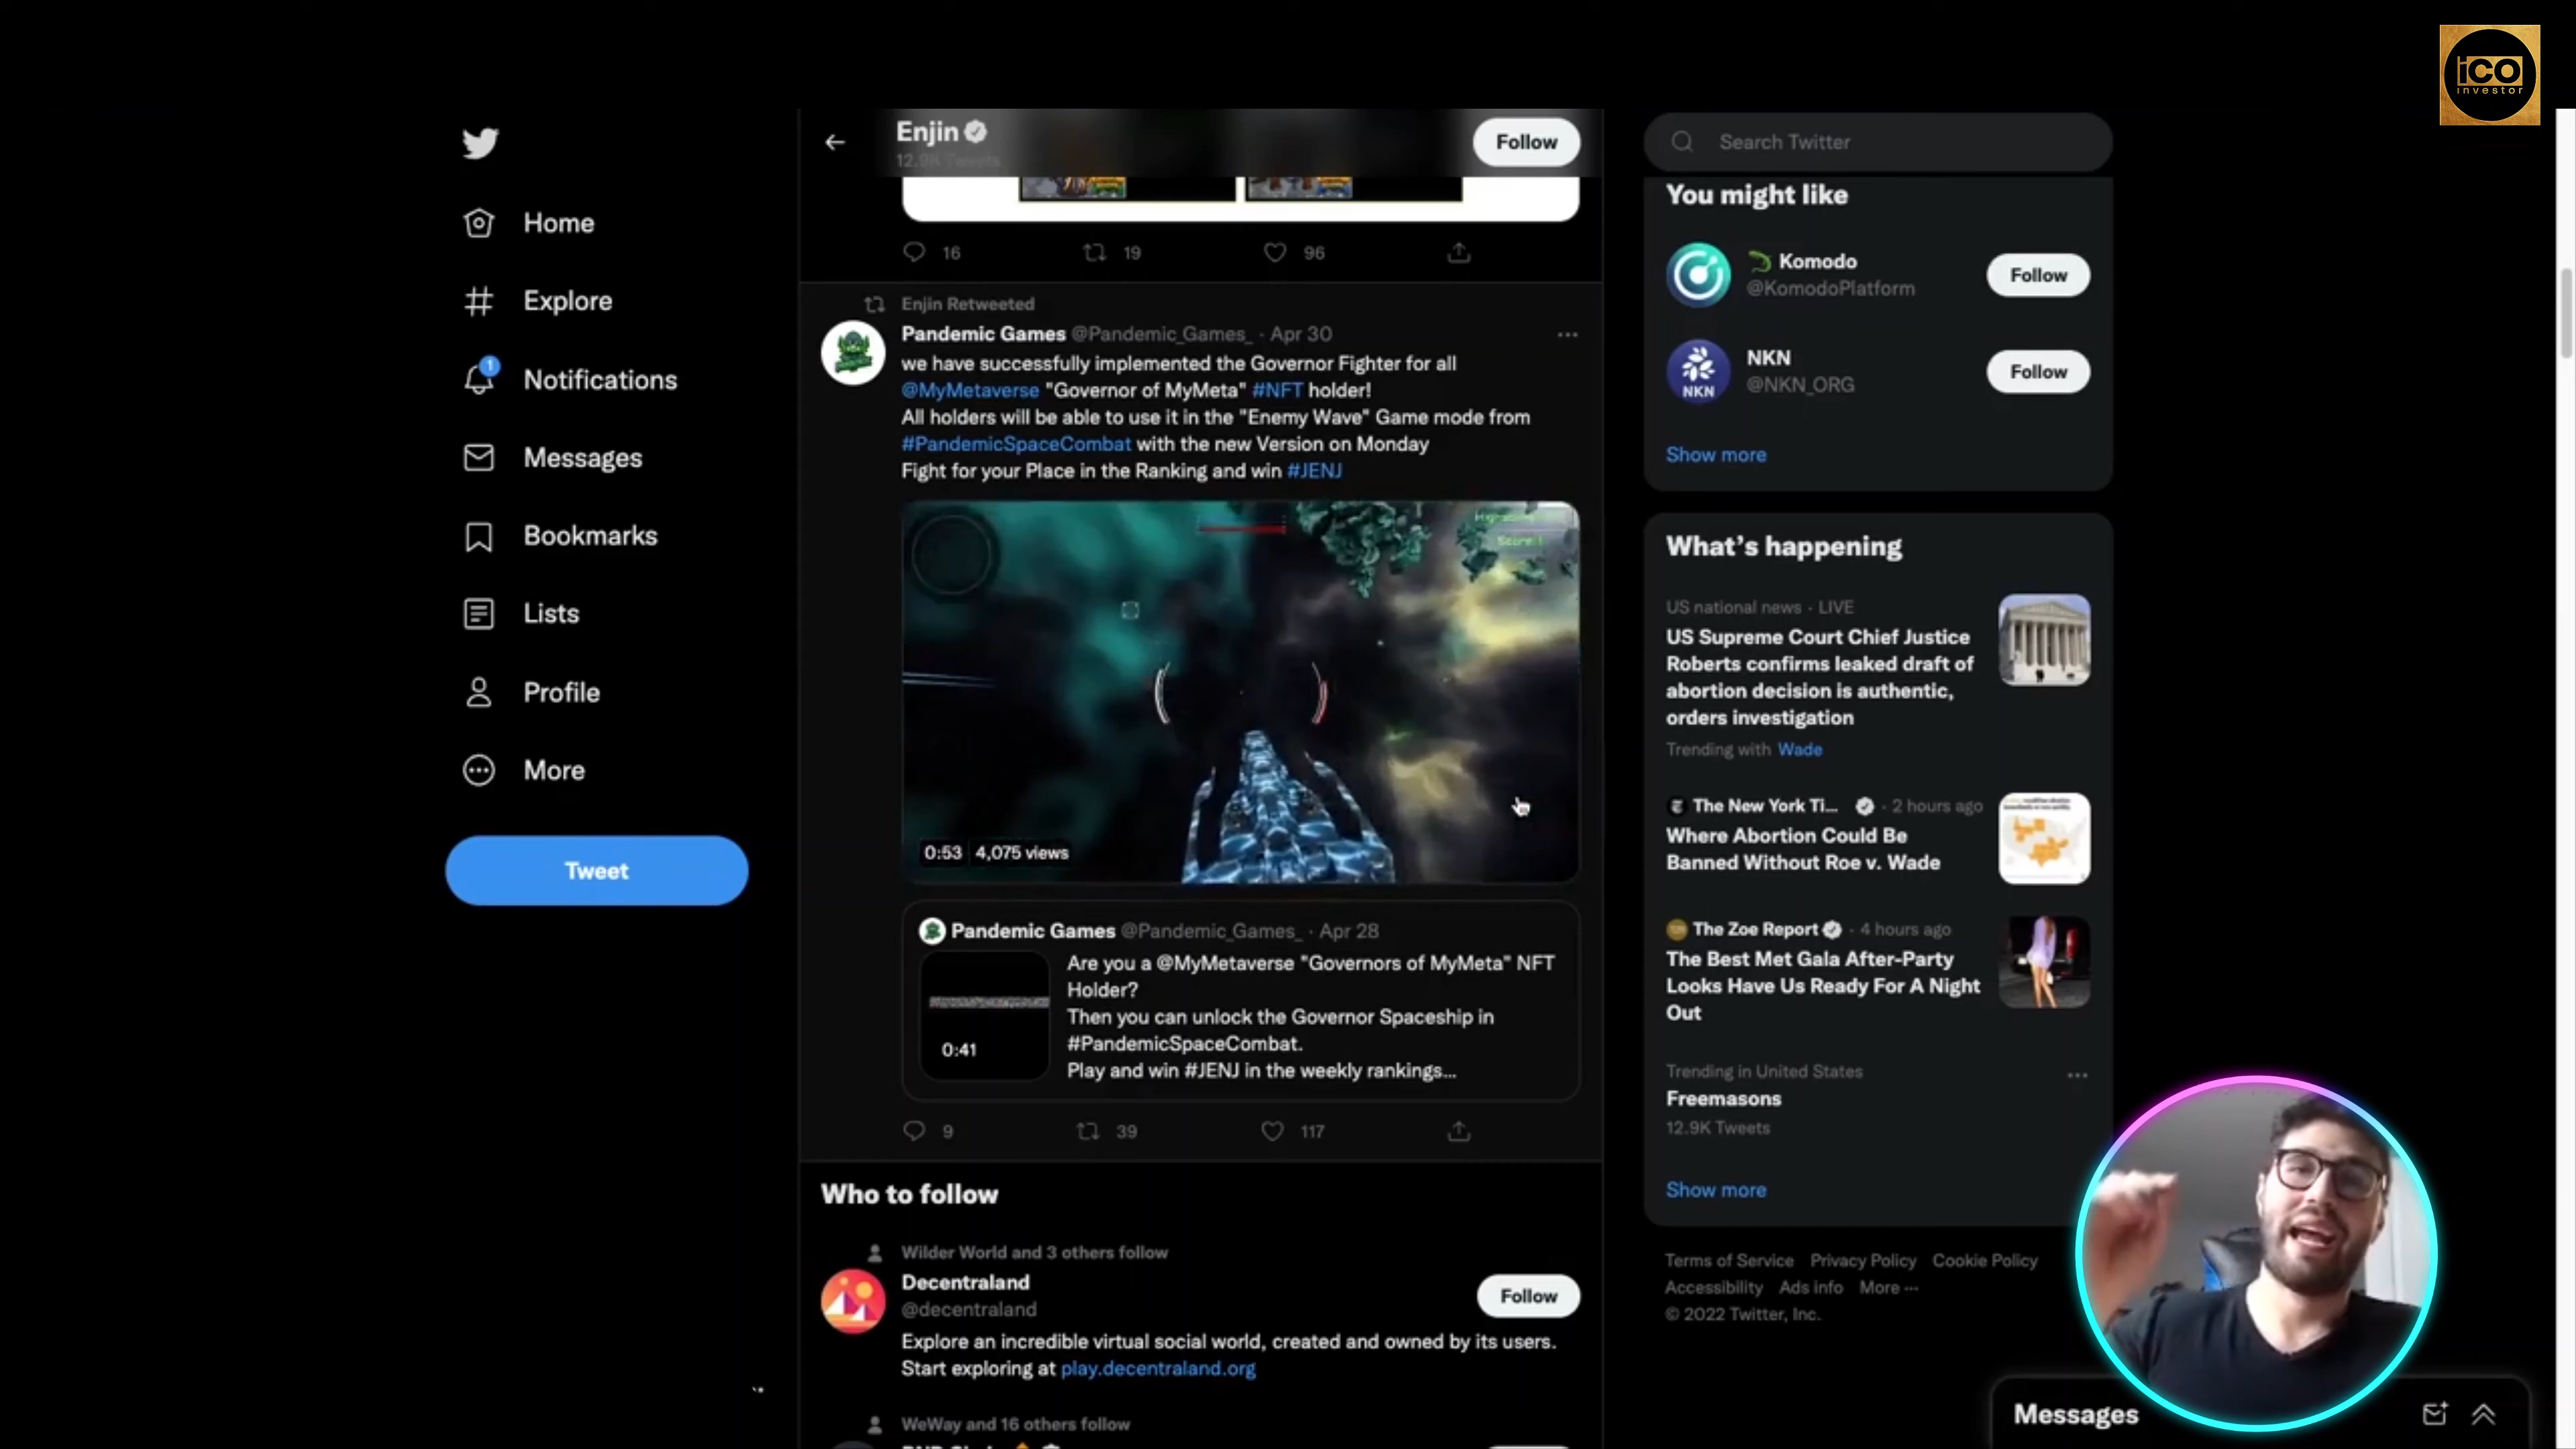 iCO
investor
Home
Explore
1
Notifications
Messages
Bookmarks
Lists
Profile
More
Tweet
Enjin
12.9K Tweets
Follow
16 19 96
Enjin Retweeted
Pandemic Games @Pandemic_Games_ · Apr 30
we have successfully implemented the Governor Fighter for all
@MyMetaverse "Governor of MyMeta" #NFT holder!
All holders will be able to use it in the "Enemy Wave" Game mode from
#PandemicSpaceCombat with the new Version on Monday
Fight for your Place in the Ranking and win #JENJ
0:53 4,075 views
Pandemic Games @Pandemic_Games_ · Apr 28
Are you a @MyMetaverse "Governors of MyMeta" NFT
Holder?
Then you can unlock the Governor Spaceship in
#PandemicSpaceCombat.
Play and win #JENJ in the weekly rankings...
0:41
9 39 117
Who to follow
Wilder World and 3 others follow
Decentraland
@decentraland
Follow
Explore an incredible virtual social world, created and owned by its users.
Start exploring at play.decentraland.org
WeWay and 16 others follow
Search Twitter
You might like
Komodo
@KomodoPlatform
Follow
NKN
NKN
@NKN_ORG
Follow
Show more
What's happening
US national news · LIVE
US Supreme Court Chief Justice
Roberts confirms leaked draft of
abortion decision is authentic,
orders investigation
Trending with Wade
The New York Ti... · 2 hours ago
Where Abortion Could Be
Banned Without Roe v. Wade
The Zoe Report · 4 hours ago
The Best Met Gala After-Party
Looks Have Us Ready For A Night
Out
Trending in United States
Freemasons
12.9K Tweets
Show more
Terms of Service Privacy Policy Cookie Policy
Accessibility Ads info More ...
© 2022 Twitter, Inc.
Messages